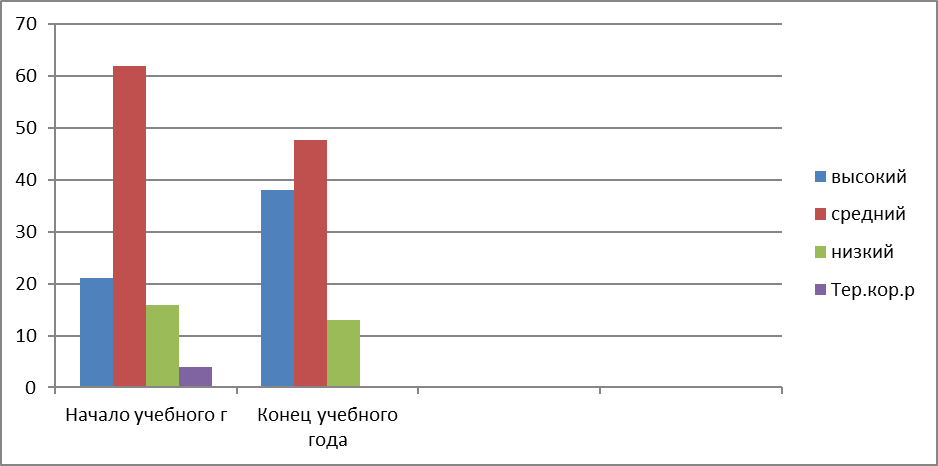 70
60
50
40
30
20
10
0
Начало учебного г
Конец учебного
года
высокий
средний
низкий
Тер.кор.р